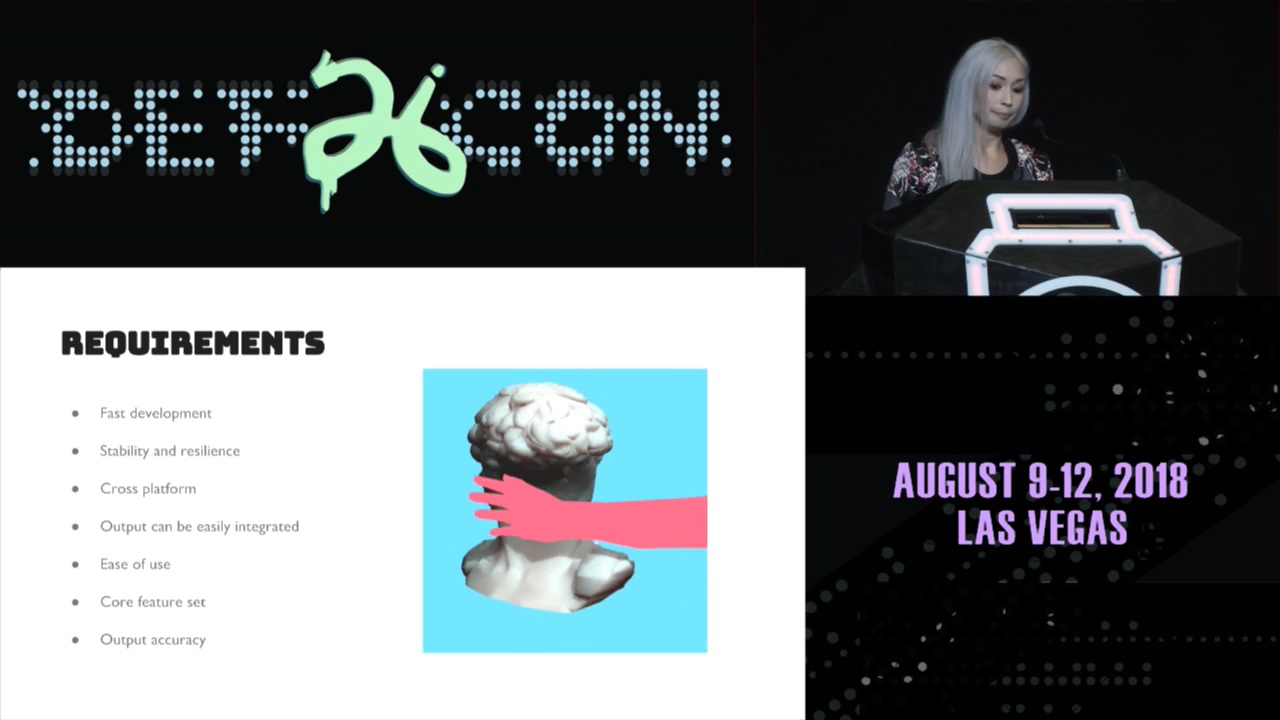 DEF CON
26
REQUIREMENTS
Fast development
Stability and resilience
Cross platform
Output can be easily integrated
Ease of use
Core feature set
Output accuracy
AUGUST 9-12, 2018
LAS VEGAS